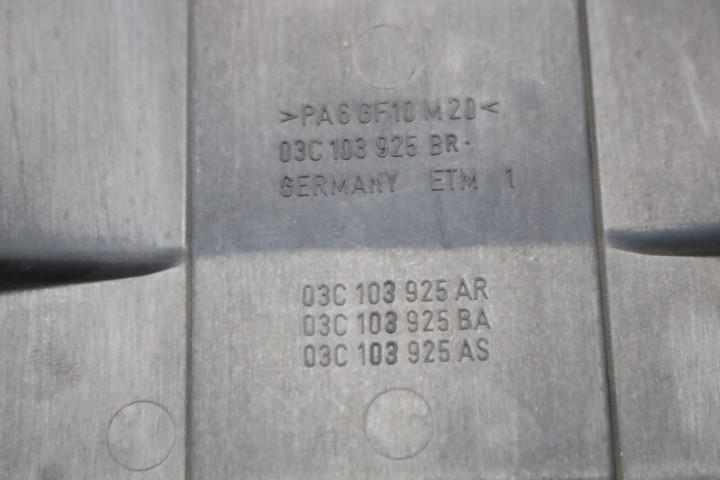 >PA6 GF10 M20<
03C 103 925 BR.
GERMANY ETM 1
03C 103 925 AR
03C 103 925 BA
03C 103 925 AS